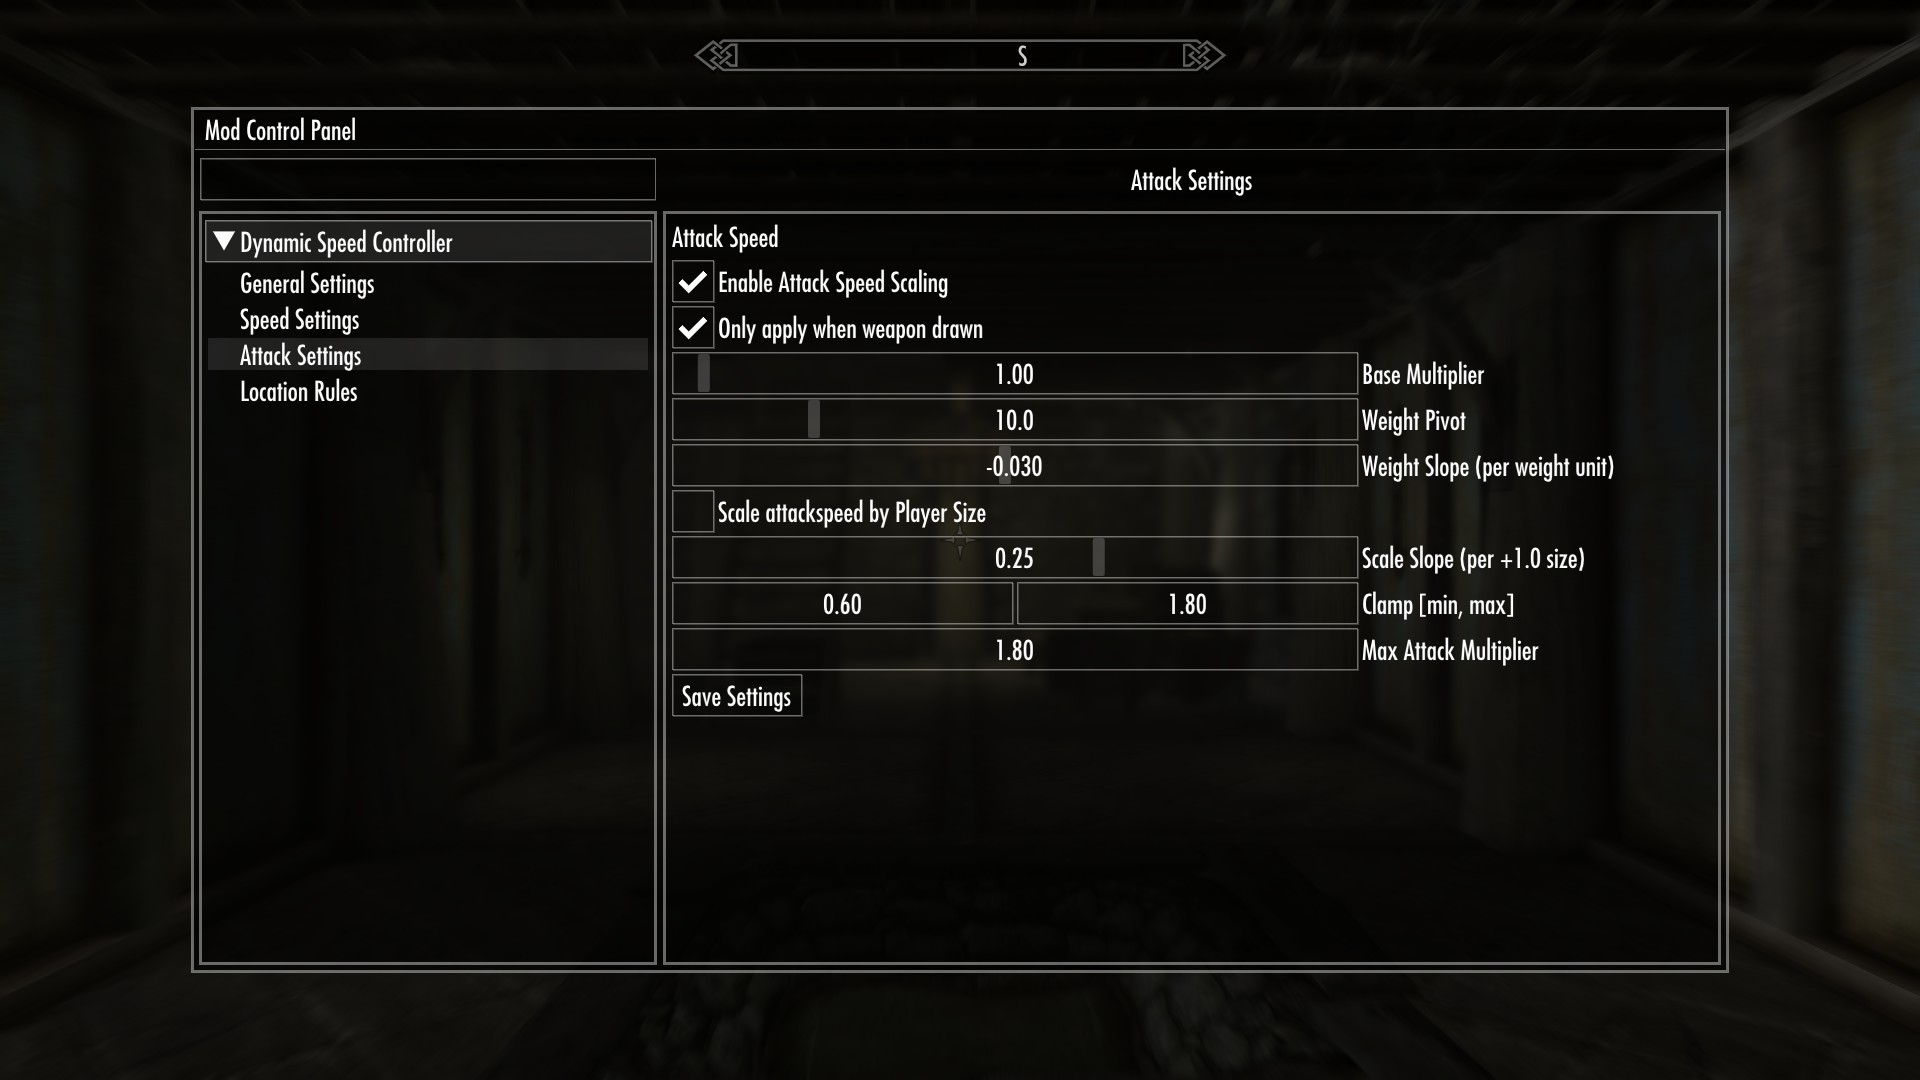 S
Mod Control Panel
Attack Settings
Dynamic Speed Controller
General Settings
Speed Settings
Attack Settings
Location Rules
Attack Speed
Enable Attack Speed Scaling
Only apply when weapon drawn
1.00 Base Multiplier
10.0 Weight Pivot
-0.030 Weight Slope (per weight unit)
Scale attackspeed by Player Size
0.25 Scale Slope (per +1.0 size)
0.60 1.80 Clamp [min, max]
1.80 Max Attack Multiplier
Save Settings